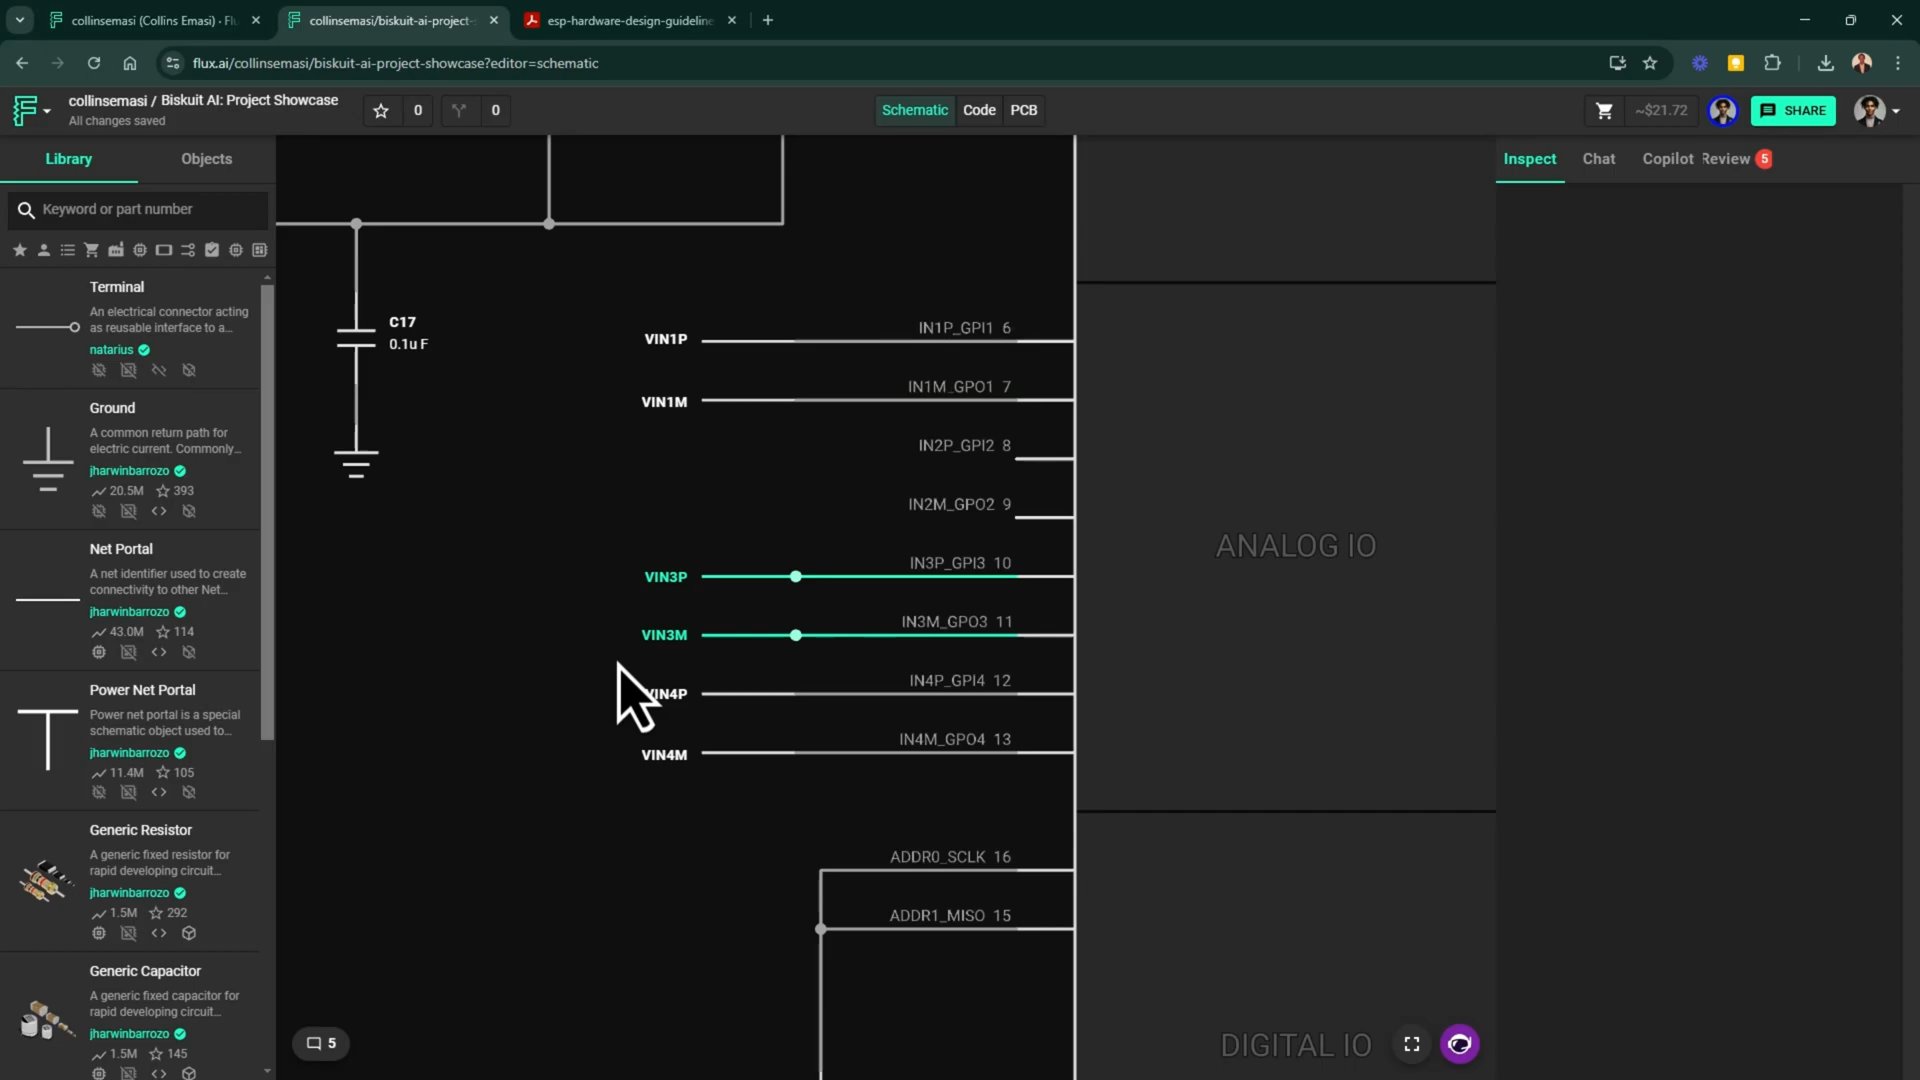 collinsemasi (Collins Emasi) · Fl
collinsemasi/biskuit-ai-project-
esp-hardware-design-guideline
flux.ai/collinsemasi/biskuit-ai-project-showcase?editor=schematic
collinsemasi / Biskuit AI: Project Showcase
All changes saved
0
0
Schematic
Code
PCB
~$21.72
SHARE
Library
Objects
Inspect
Chat
Copilot
Review
5
Keyword or part number
Terminal
An electrical connector acting
as reusable interface to a...
natarius
Ground
A common return path for
electric current. Commonly...
jharwinbarrozo
20.5M
393
Net Portal
A net identifier used to create
connectivity to other Net...
jharwinbarrozo
43.0M
114
Power Net Portal
Power net portal is a special
schematic object used to...
jharwinbarrozo
11.4M
105
Generic Resistor
A generic fixed resistor for
rapid developing circuit...
jharwinbarrozo
1.5M
292
Generic Capacitor
A generic fixed capacitor for
rapid developing circuit...
jharwinbarrozo
1.5M
145
C17
0.1u F
VIN1P
IN1P_GPI1 6
VIN1M
IN1M_GPO1 7
IN2P_GPI2 8
IN2M_GPO2 9
VIN3P
IN3P_GPI3 10
VIN3M
IN3M_GPO3 11
VIN4P
IN4P_GPI4 12
VIN4M
IN4M_GPO4 13
ADDR0_SCLK 16
ADDR1_MISO 15
ANALOG IO
DIGITAL IO
5